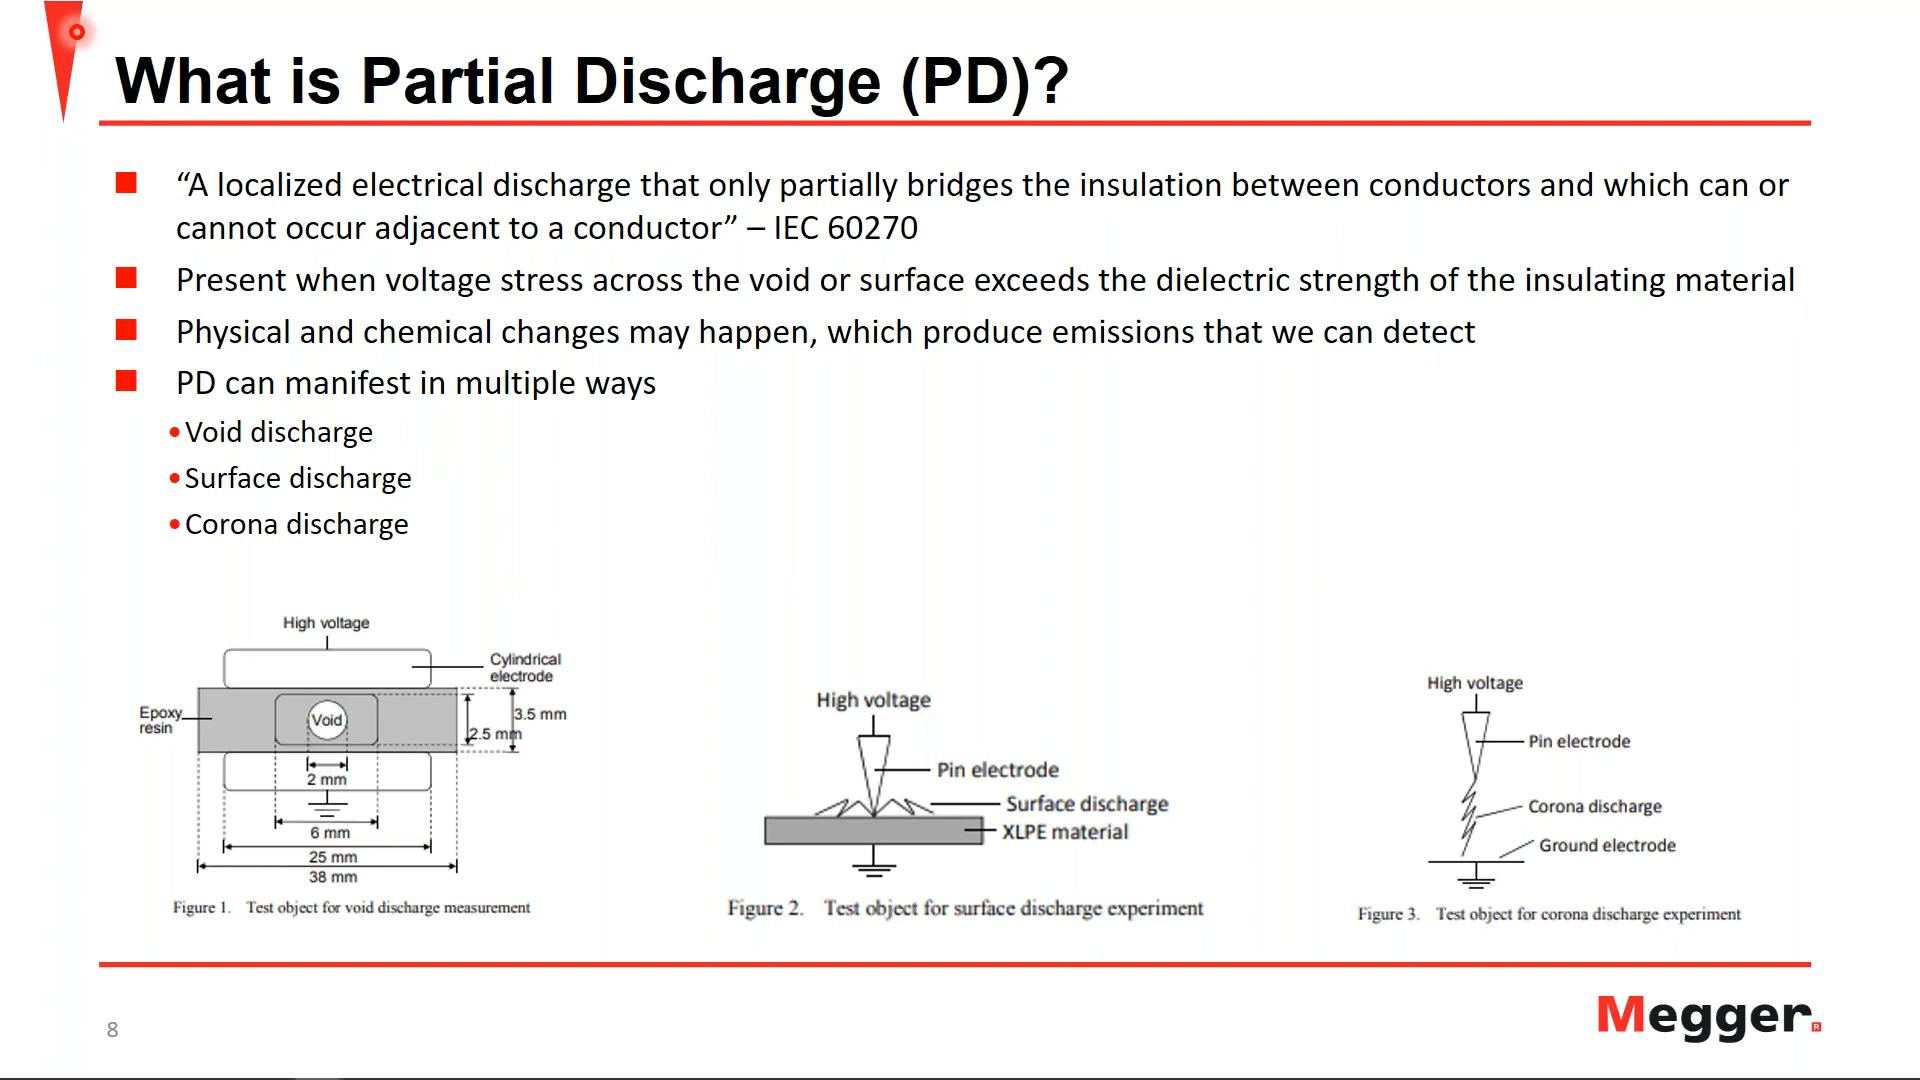 What is Partial Discharge (PD)?
“A localized electrical discharge that only partially bridges the insulation between conductors and which can or
cannot occur adjacent to a conductor” – IEC 60270
Present when voltage stress across the void or surface exceeds the dielectric strength of the insulating material
Physical and chemical changes may happen, which produce emissions that we can detect
PD can manifest in multiple ways
Void discharge
Surface discharge
Corona discharge
High voltage
Cylindrical
electrode
Epoxy
resin
Void
3.5 mm
2.5 mm
2 mm
6 mm
25 mm
38 mm
Figure 1. Test object for void discharge measurement
High voltage
Pin electrode
Surface discharge
XLPE material
Figure 2. Test object for surface discharge experiment
High voltage
Pin electrode
Corona discharge
Ground electrode
Figure 3. Test object for corona discharge experiment
8
Megger®